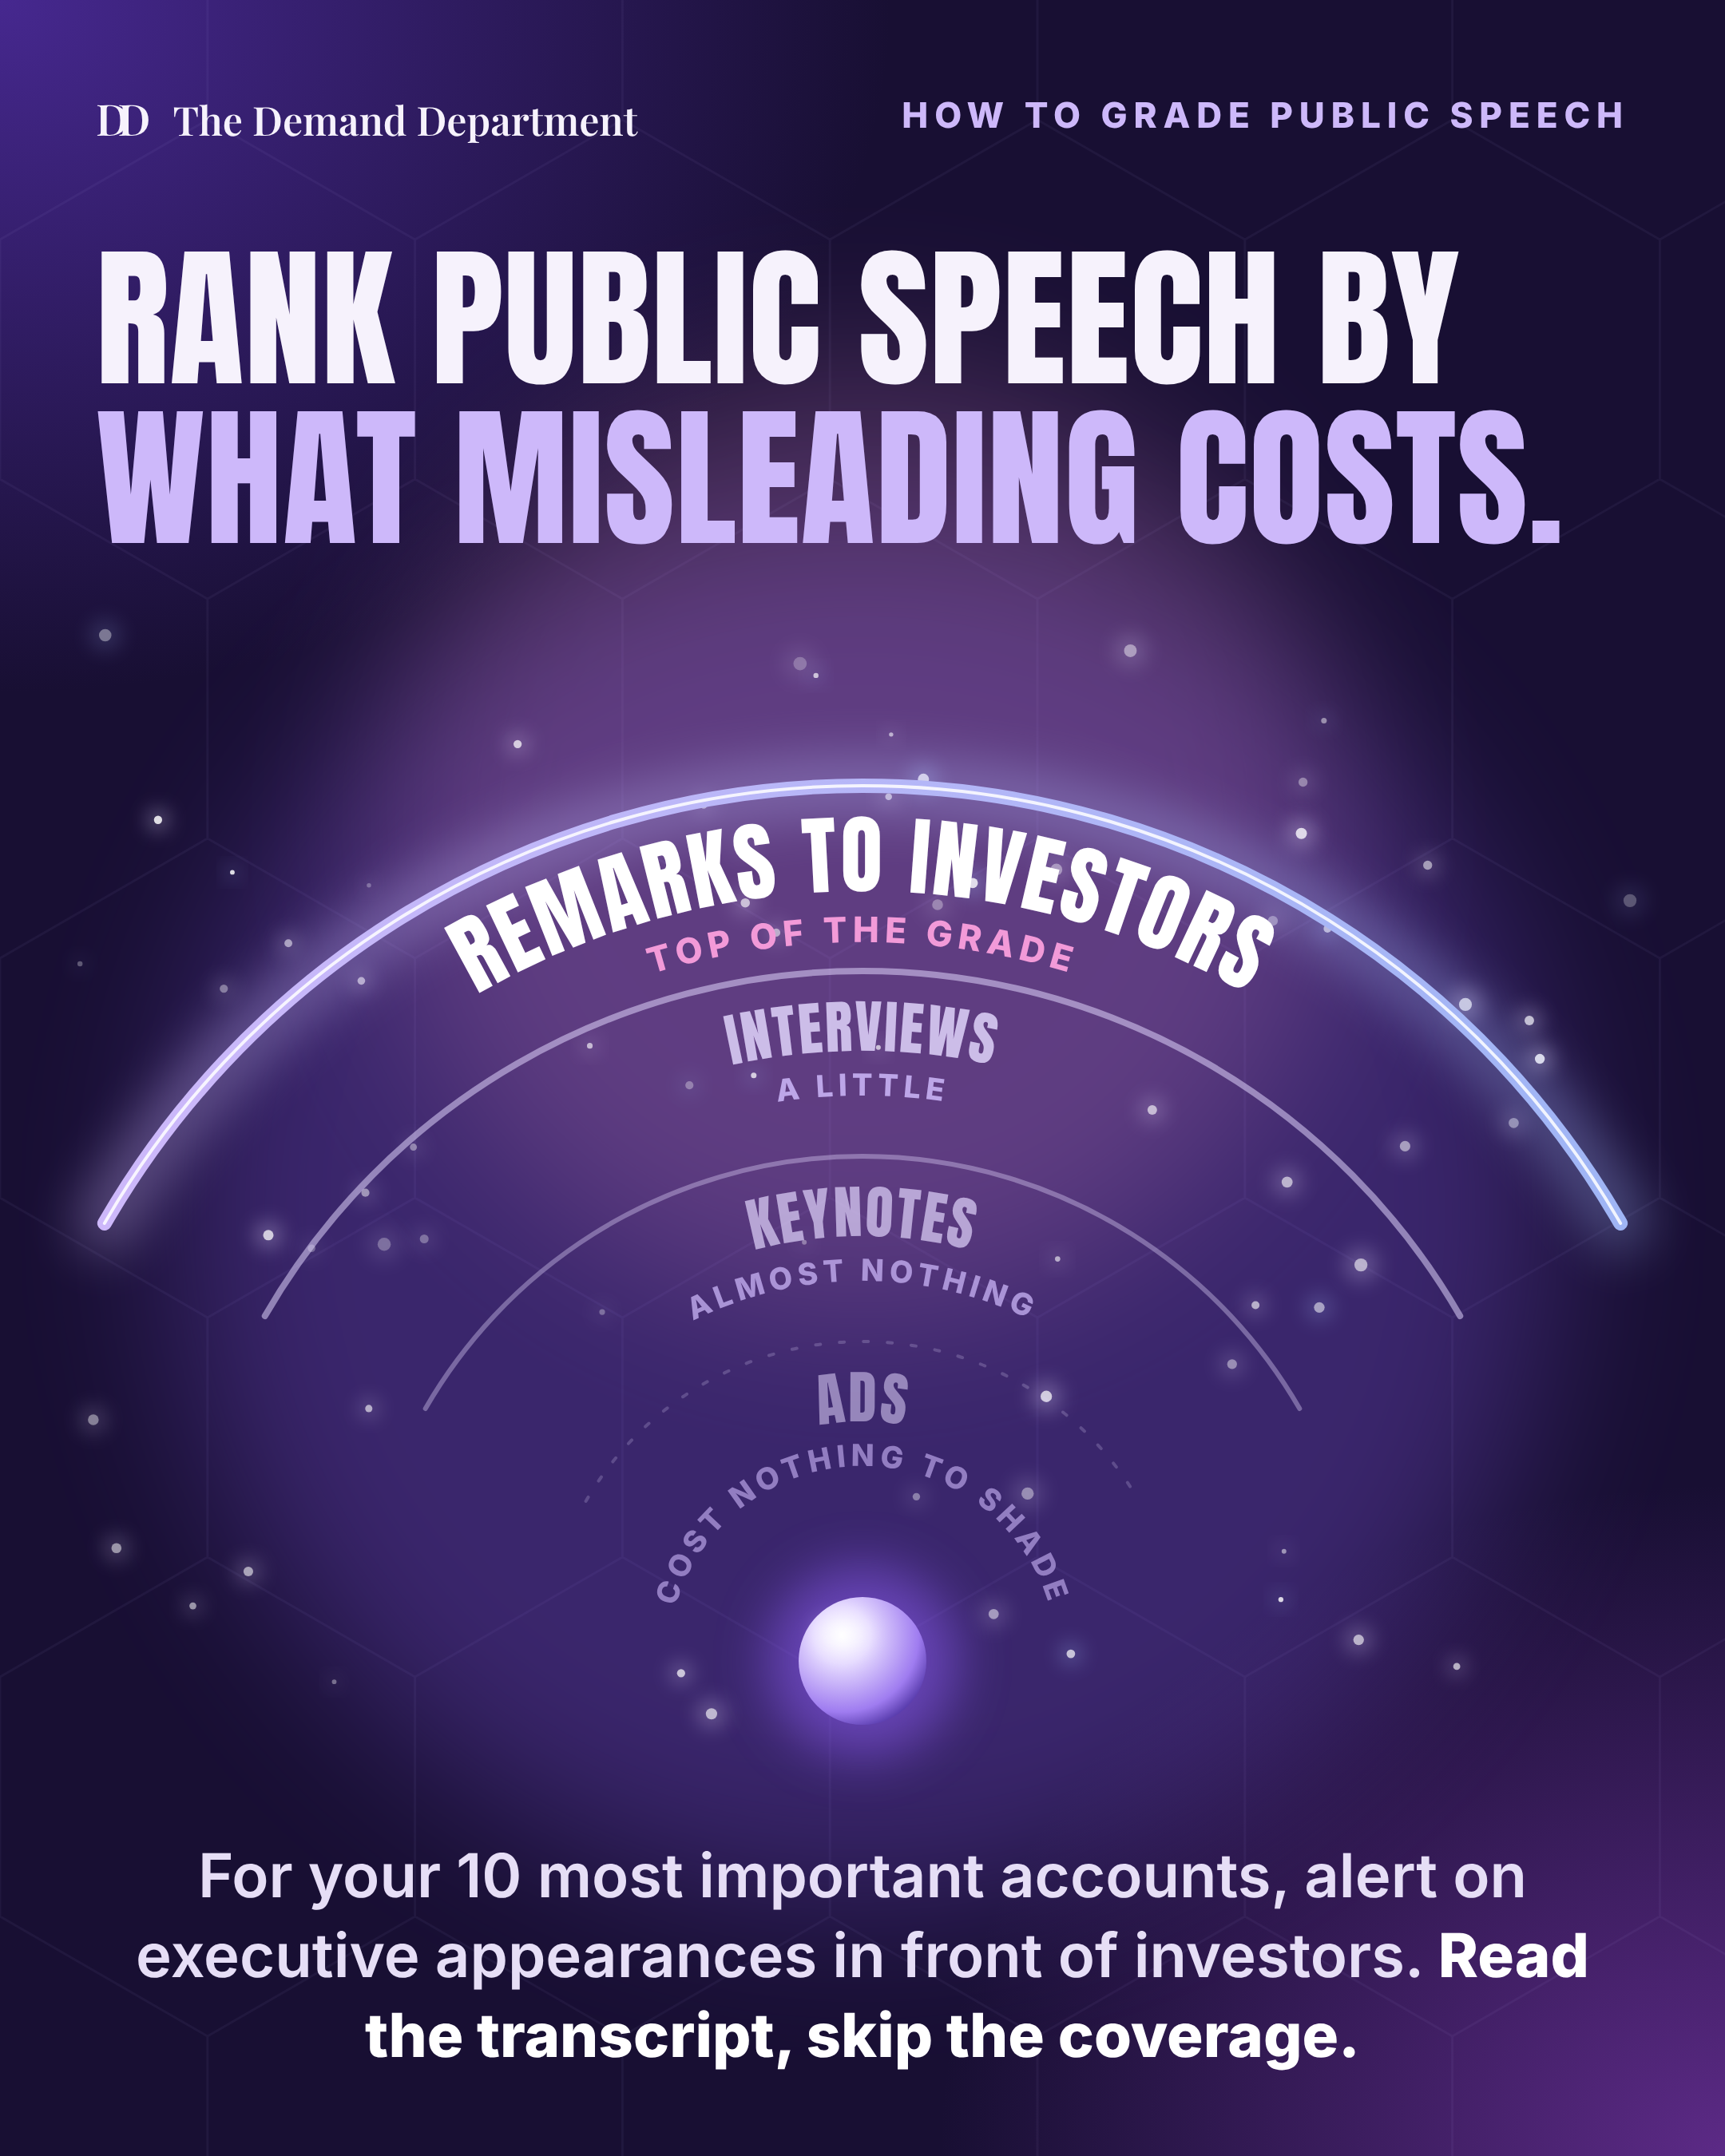 DD The Demand Department
HOW TO GRADE PUBLIC SPEECH
RANK PUBLIC SPEECH BY
WHAT MISLEADING COSTS.
REMARKS TO INVESTORS
TOP OF THE GRADE
INTERVIEWS
A LITTLE
KEYNOTES
ALMOST NOTHING
ADS
COST NOTHING TO SHADE
For your 10 most important accounts, alert on
executive appearances in front of investors. Read
the transcript, skip the coverage.